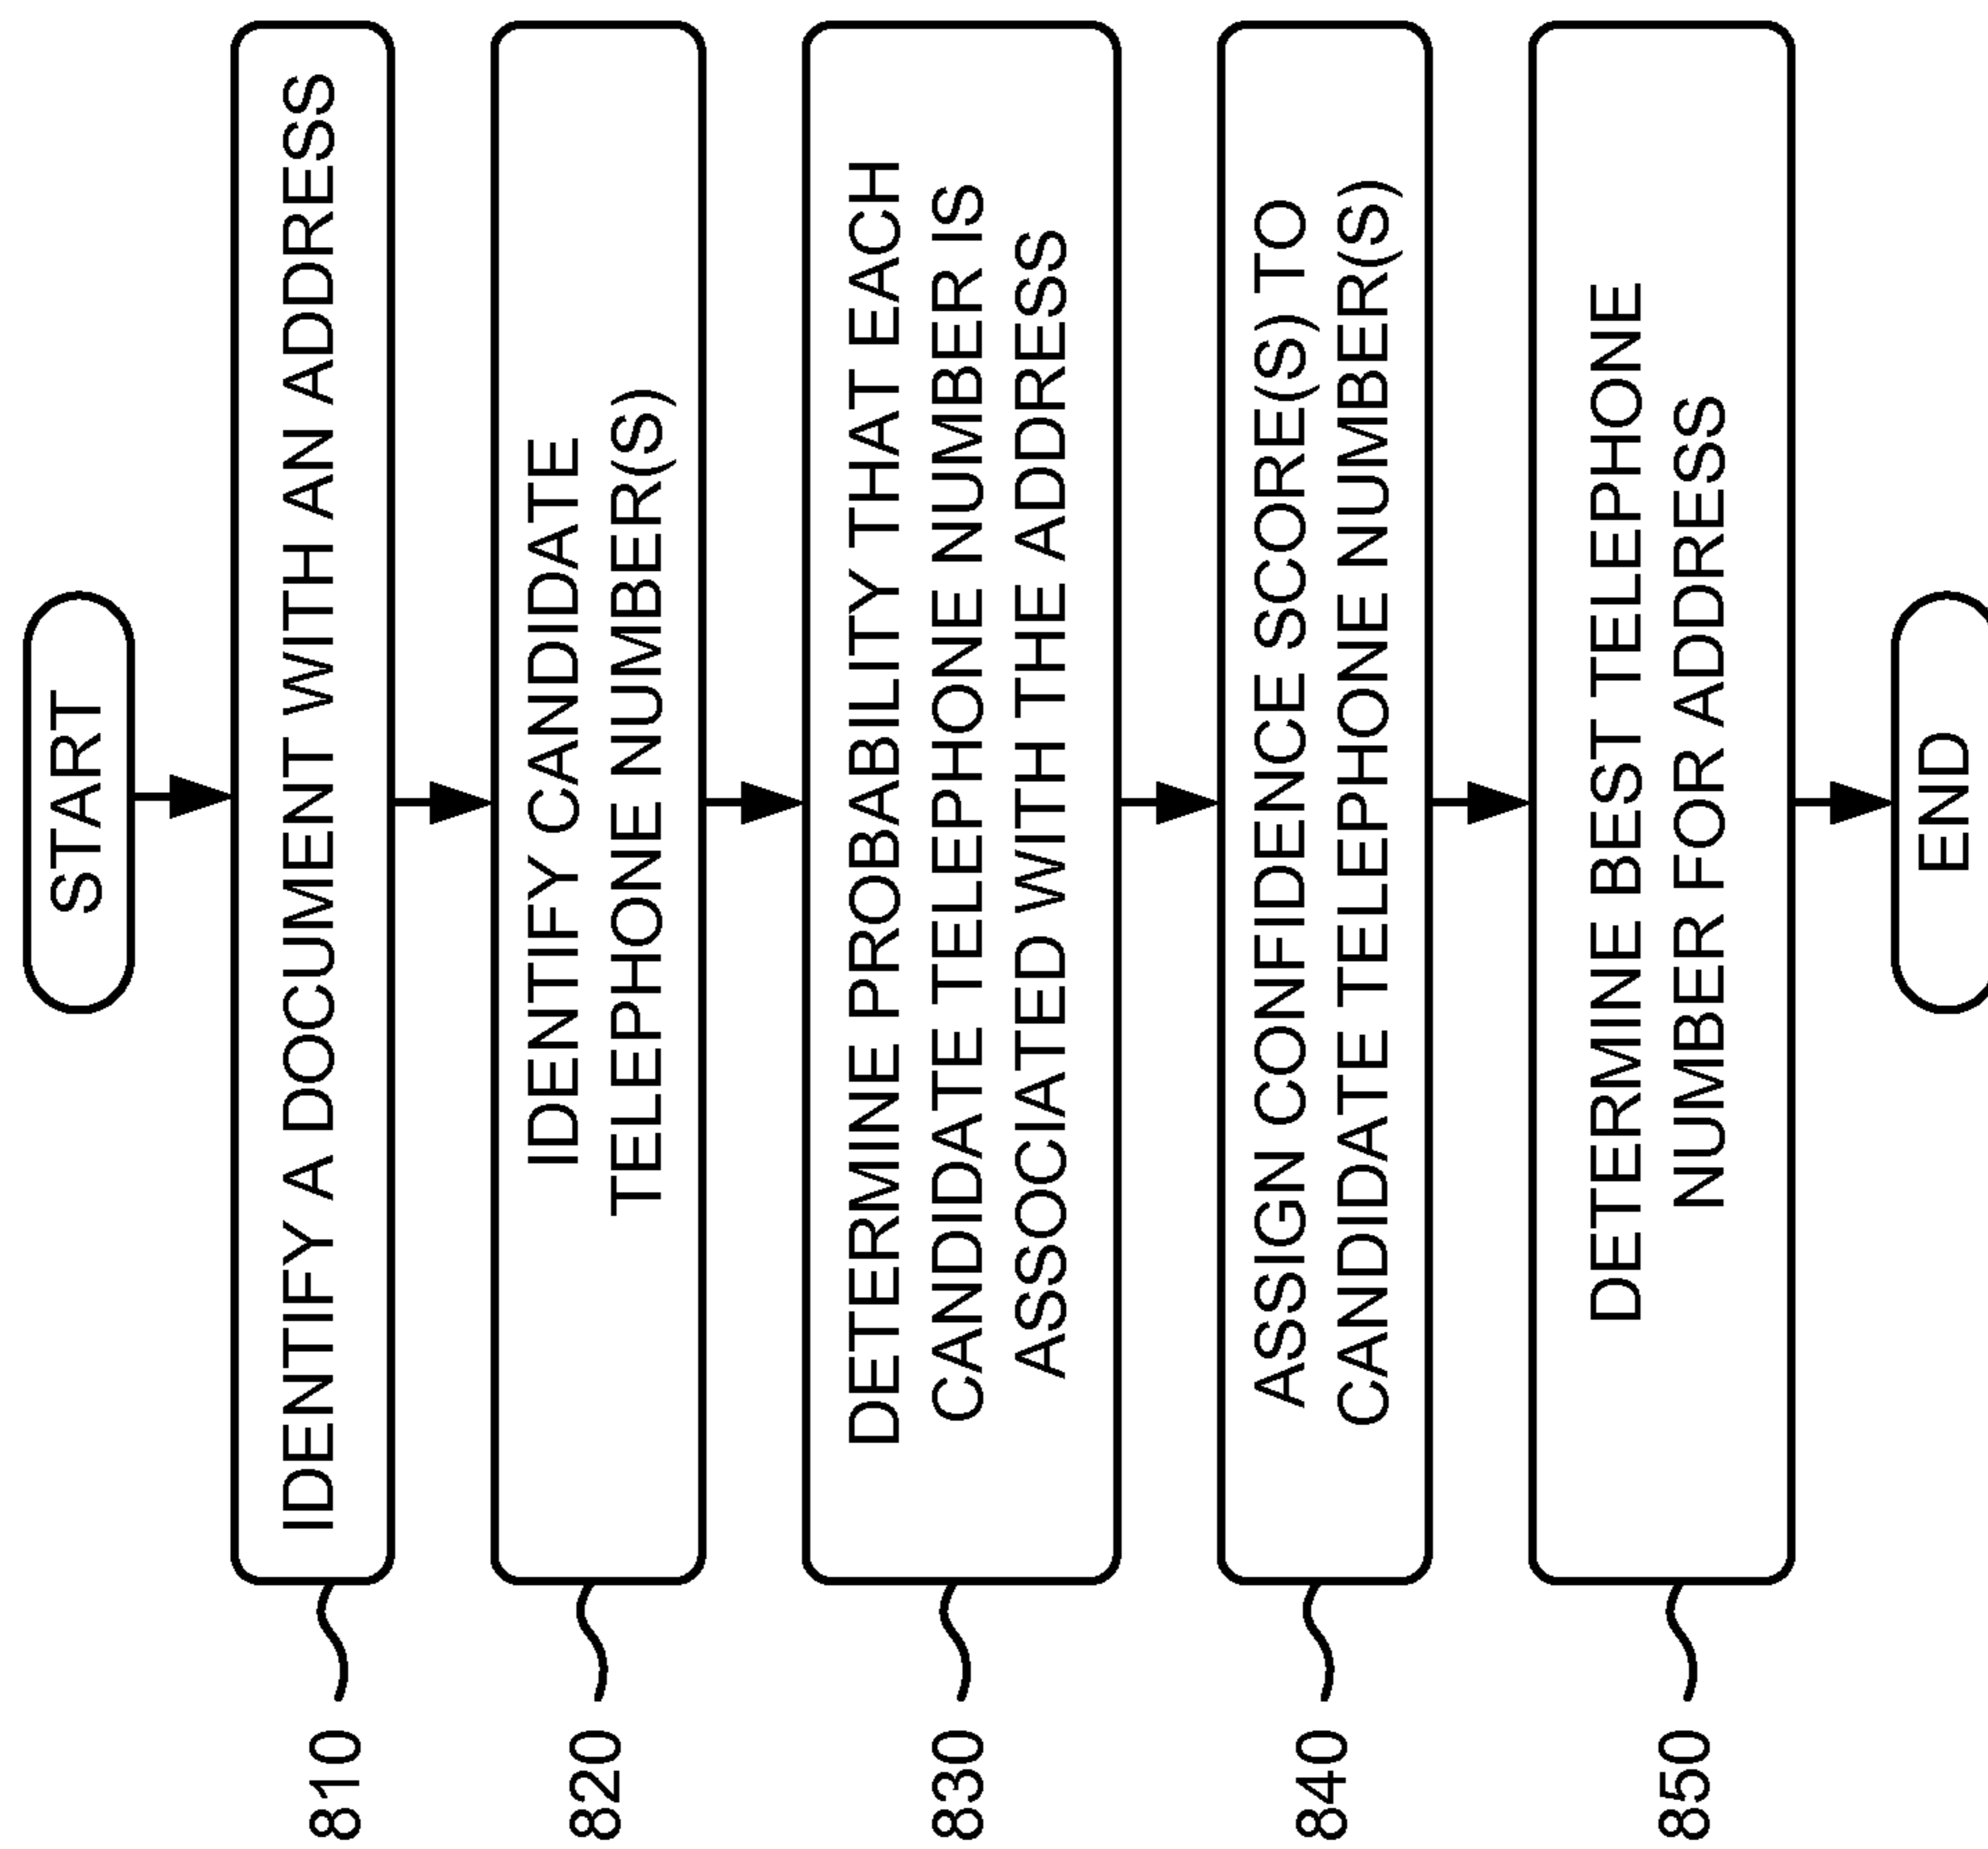 START
810
IDENTIFY A DOCUMENT WITH AN ADDRESS
820
IDENTIFY CANDIDATE
TELEPHONE NUMBER(S)
830
DETERMINE PROBABILITY THAT EACH
CANDIDATE TELEPHONE NUMBER IS
ASSOCIATED WITH THE ADDRESS
840
ASSIGN CONFIDENCE SCORE(S) TO
CANDIDATE TELEPHONE NUMBER(S)
850
DETERMINE BEST TELEPHONE
NUMBER FOR ADDRESS
END